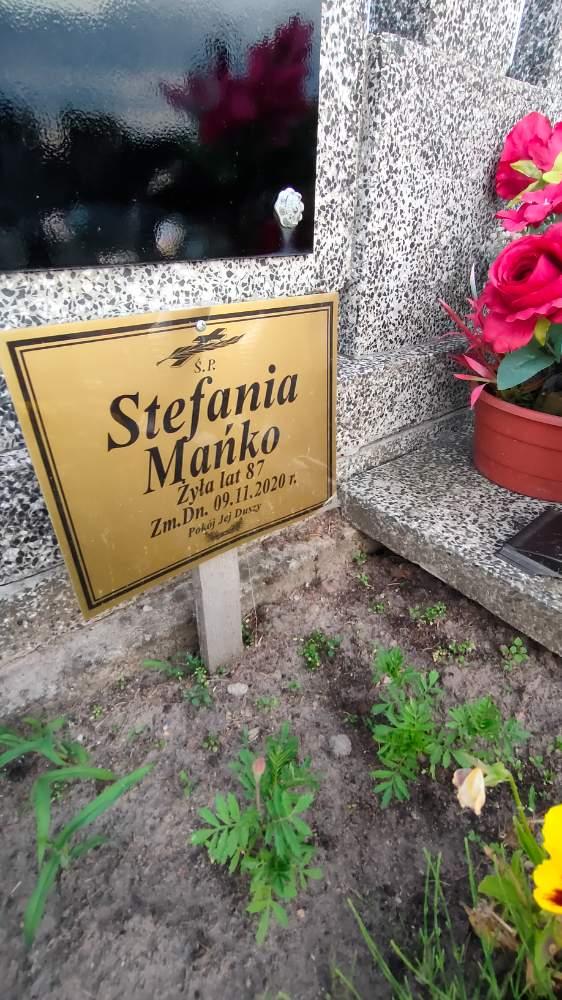 Ś.P.
Stefania
Mańko
Żyła lat 87
Zm.Dn. 09.11.2020 r.
Pokój Jej Duszy